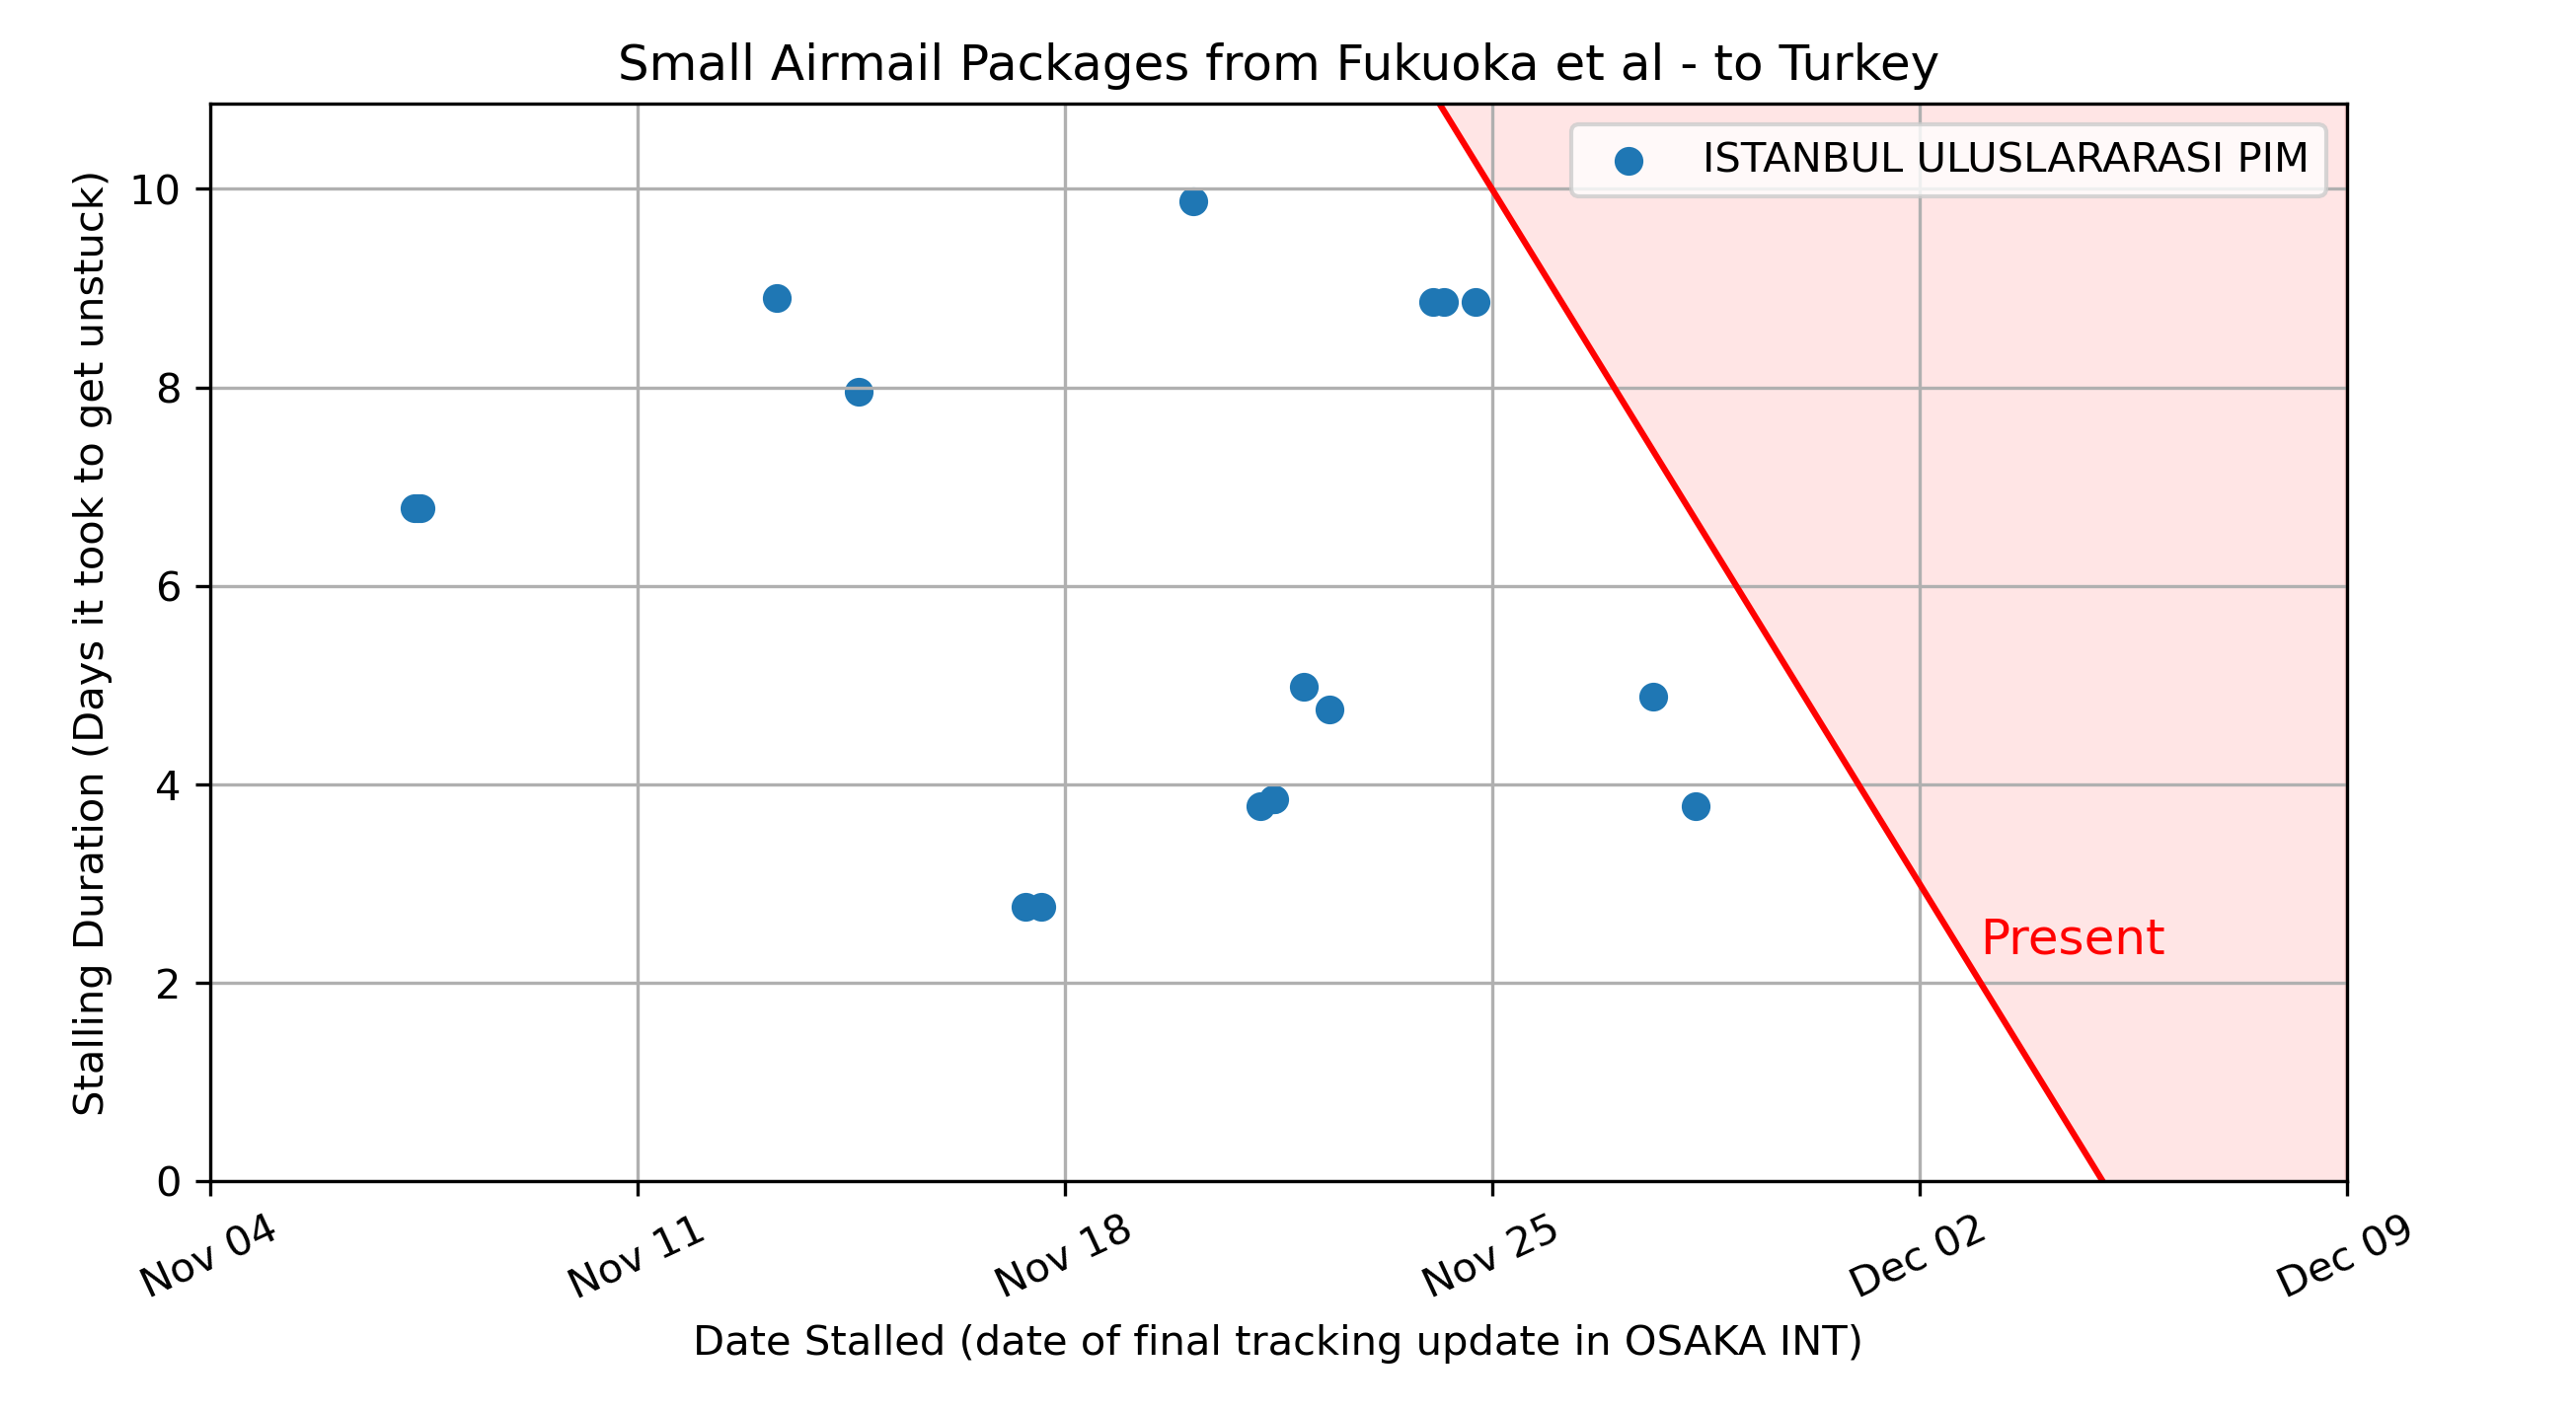 Small Airmail Packages from Fukuoka et al - to Turkey
ISTANBUL ULUSLARARASI PIM
Stalling Duration (Days it took to get unstuck)
10
8
6
4
2
0
Present
Nov 04
Nov 11
Nov 18
Nov 25
Dec 02
Dec 09
Date Stalled (date of final tracking update in OSAKA INT)